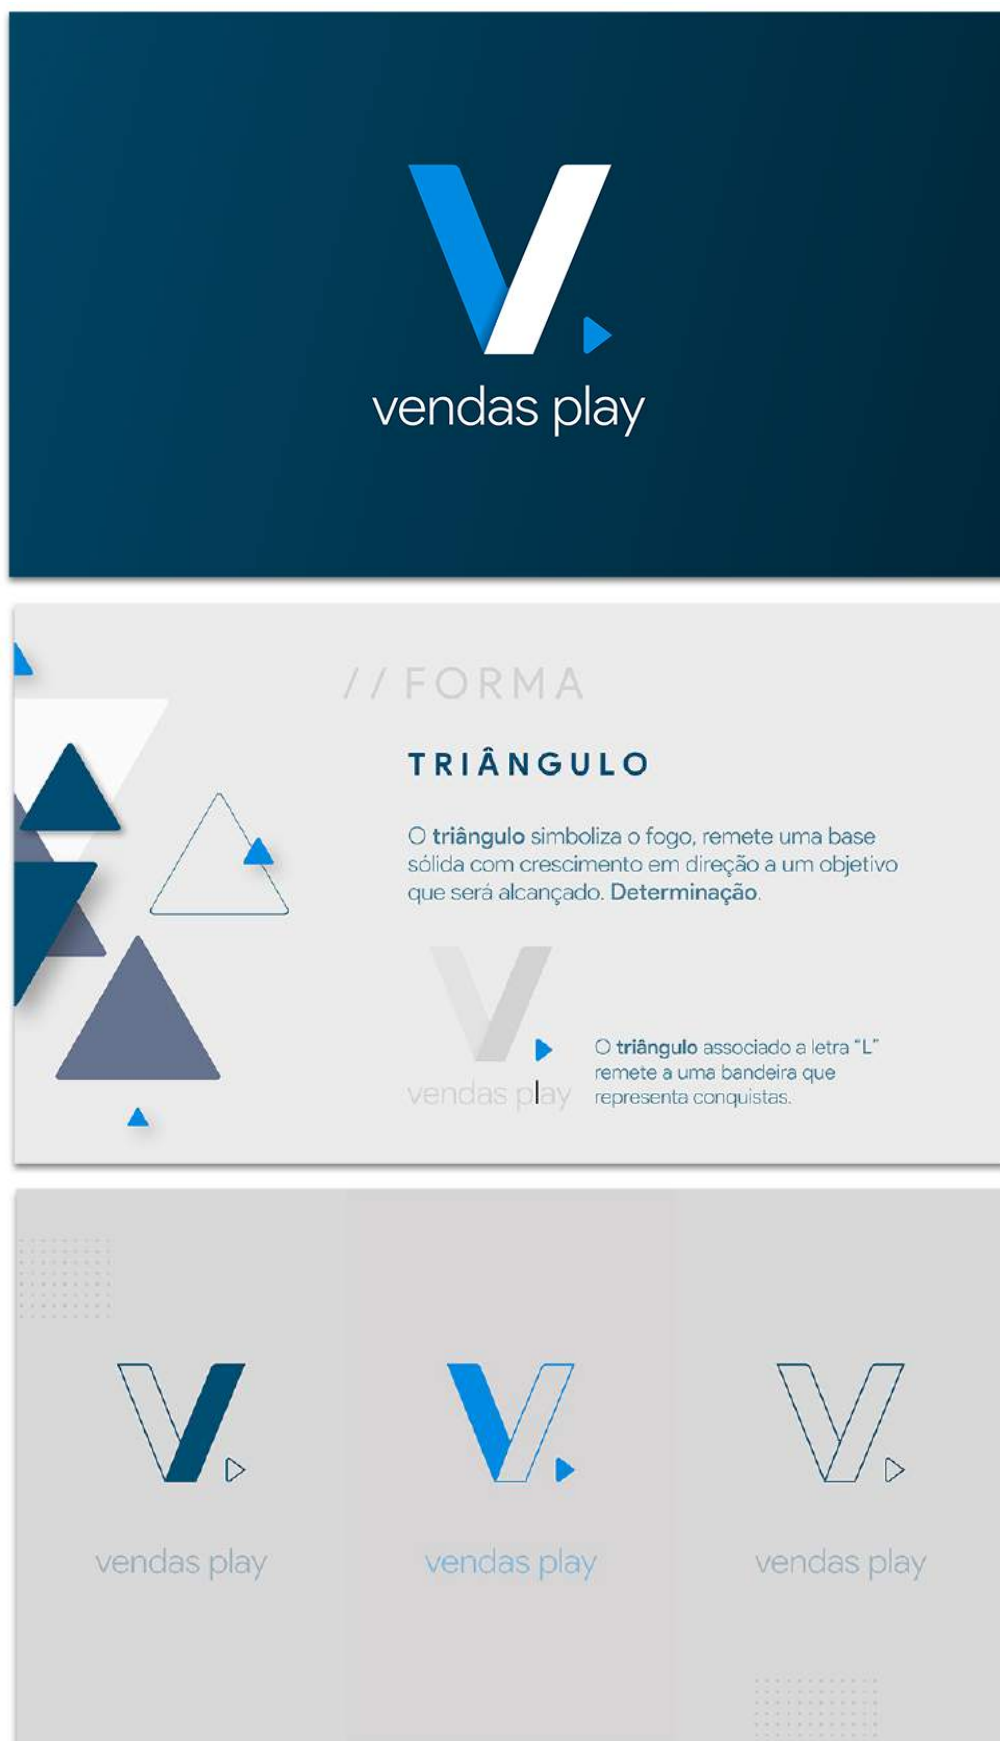 V
vendas play
// FORMA
TRIÂNGULO
O triângulo simboliza o fogo, remete uma base
sólida com crescimento em direção a um objetivo
que será alcançado. Determinação.
V
vendas play
O triângulo associado a letra "L"
remete a uma bandeira que
representa conquistas.
V
vendas play
V
vendas play
V
vendas play